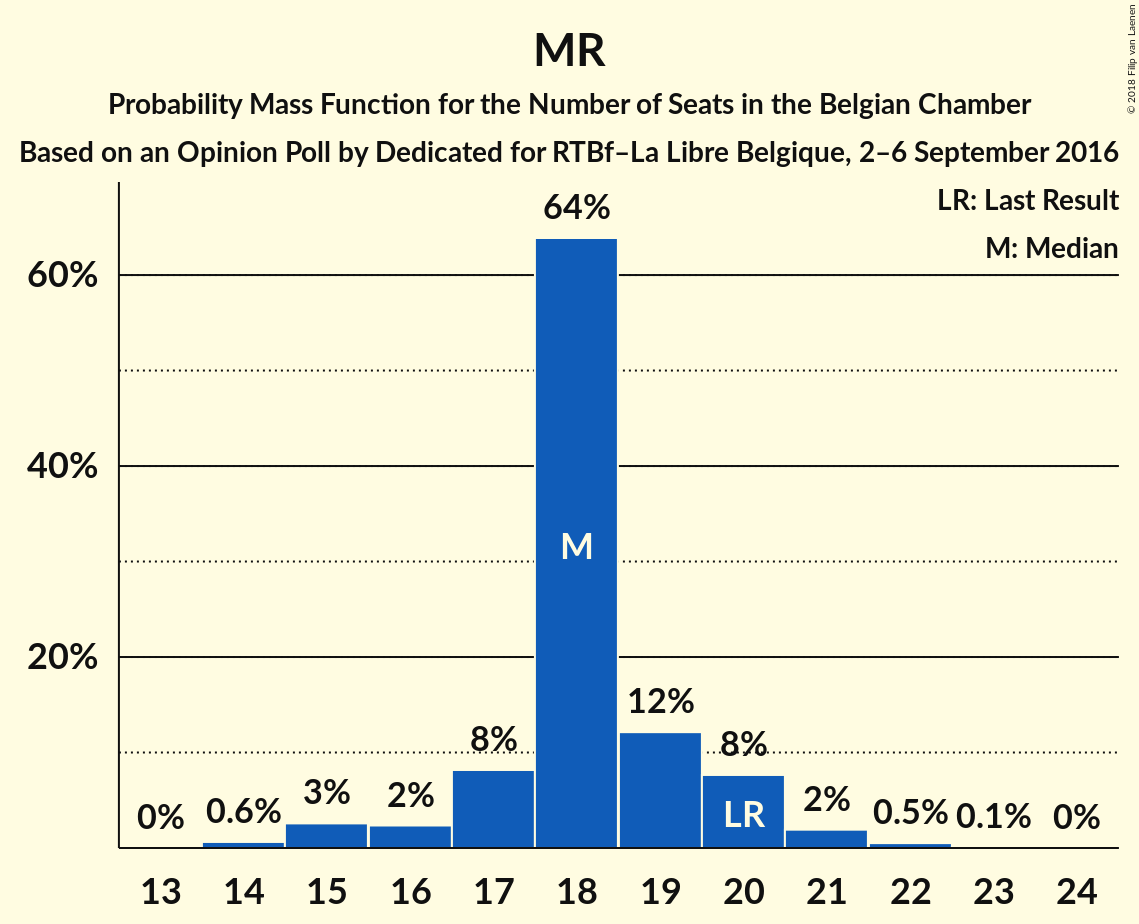 MR
Probability Mass Function for the Number of Seats in the Belgian Chamber
Based on an Opinion Poll by Dedicated for RTBf–La Libre Belgique, 2–6 September 2016
© 2018 Filip van Laenen
LR: Last Result
M: Median
60%
40%
20%
0%
0.6%
3%
2%
8%
64%
12%
8%
2%
0.5%
0.1%
0%
M
LR
13 14 15 16 17 18 19 20 21 22 23 24